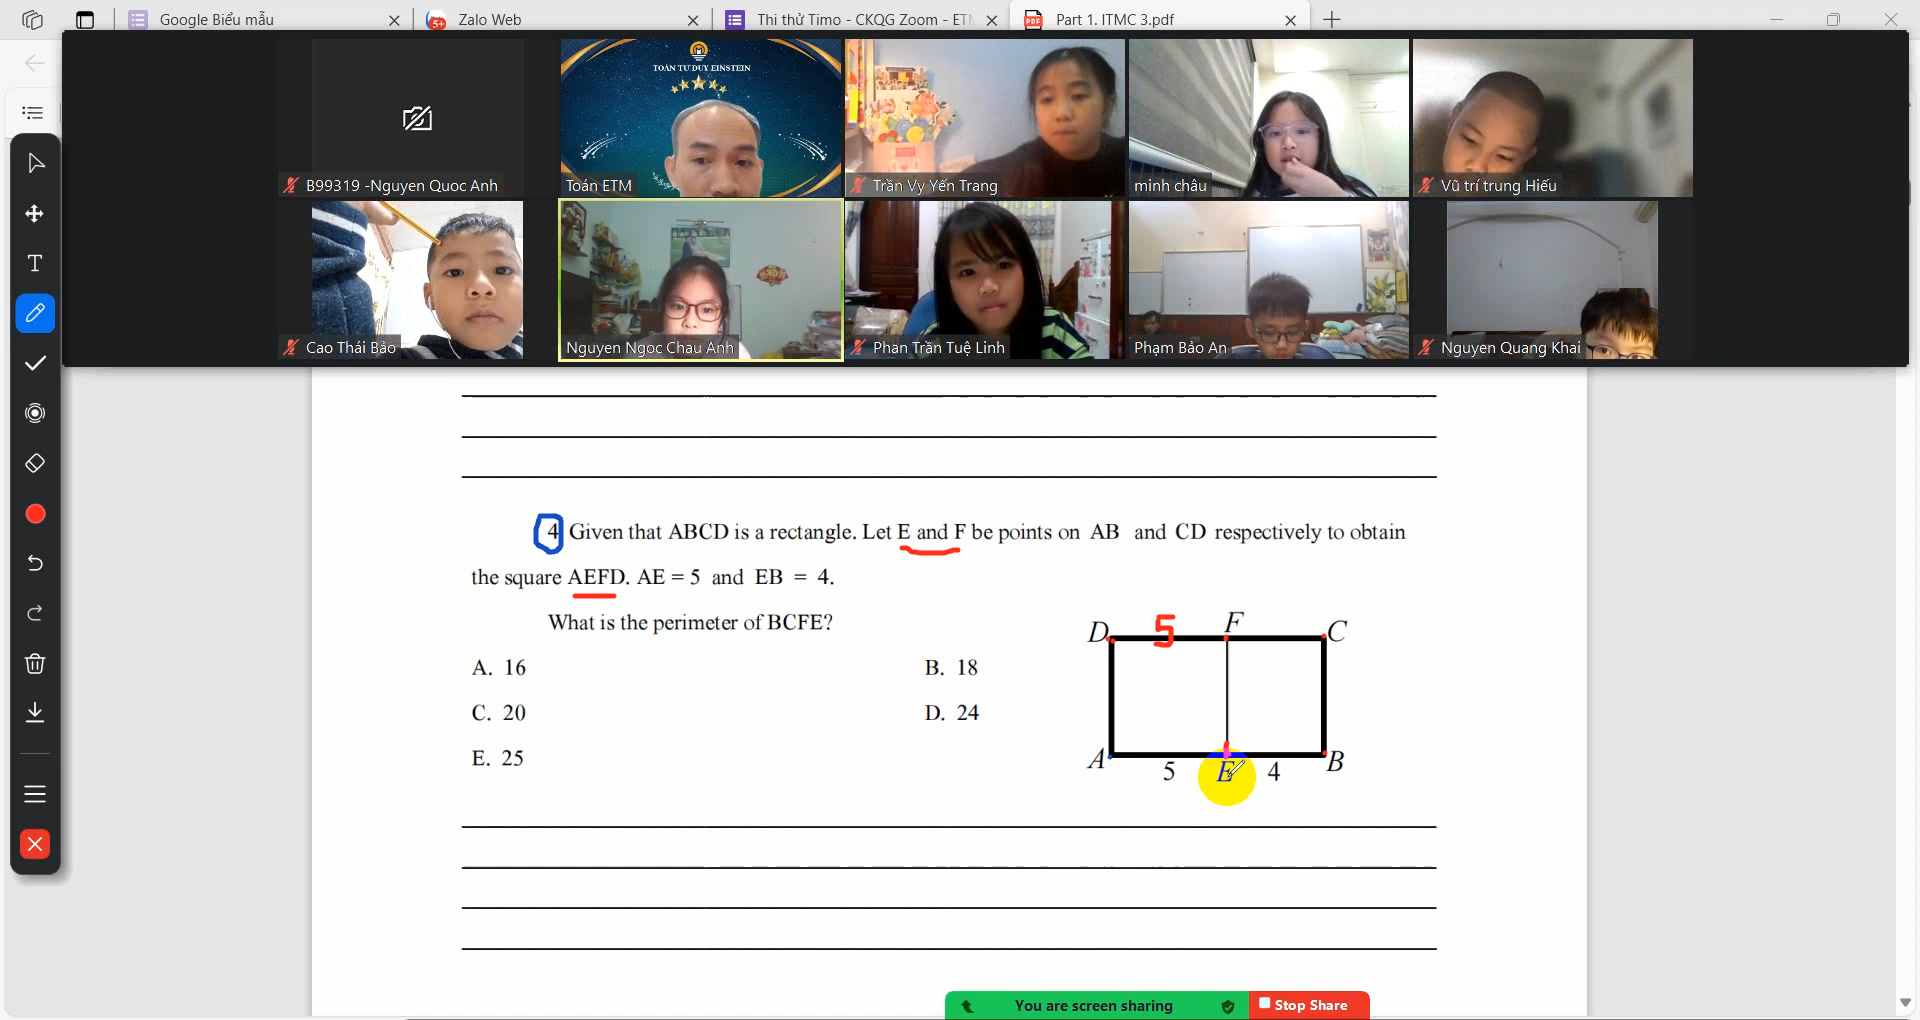 Google Biểu mẫu
5+ Zalo Web
Thi thử Timo - CKQG Zoom - ETM
PDF Part 1. ITMC 3.pdf
B99319 -Nguyen Quoc Anh
TOÁN TƯ DUY EINSTEIN
Toán ETM
Trần Vy Yến Trang
minh châu
Vũ trí trung Hiếu
Cao Thái Bảo
Nguyen Ngoc Chau Anh
Phan Trần Tuệ Linh
Phạm Bảo An
Nguyen Quang Khai
T
4 Given that ABCD is a rectangle. Let E and F be points on AB and CD respectively to obtain
the square AEFD. AE = 5 and EB = 4.
What is the perimeter of BCFE?
A. 16
B. 18
C. 20
D. 24
E. 25
D 5 F C
A E B
5 4
You are screen sharing
Stop Share